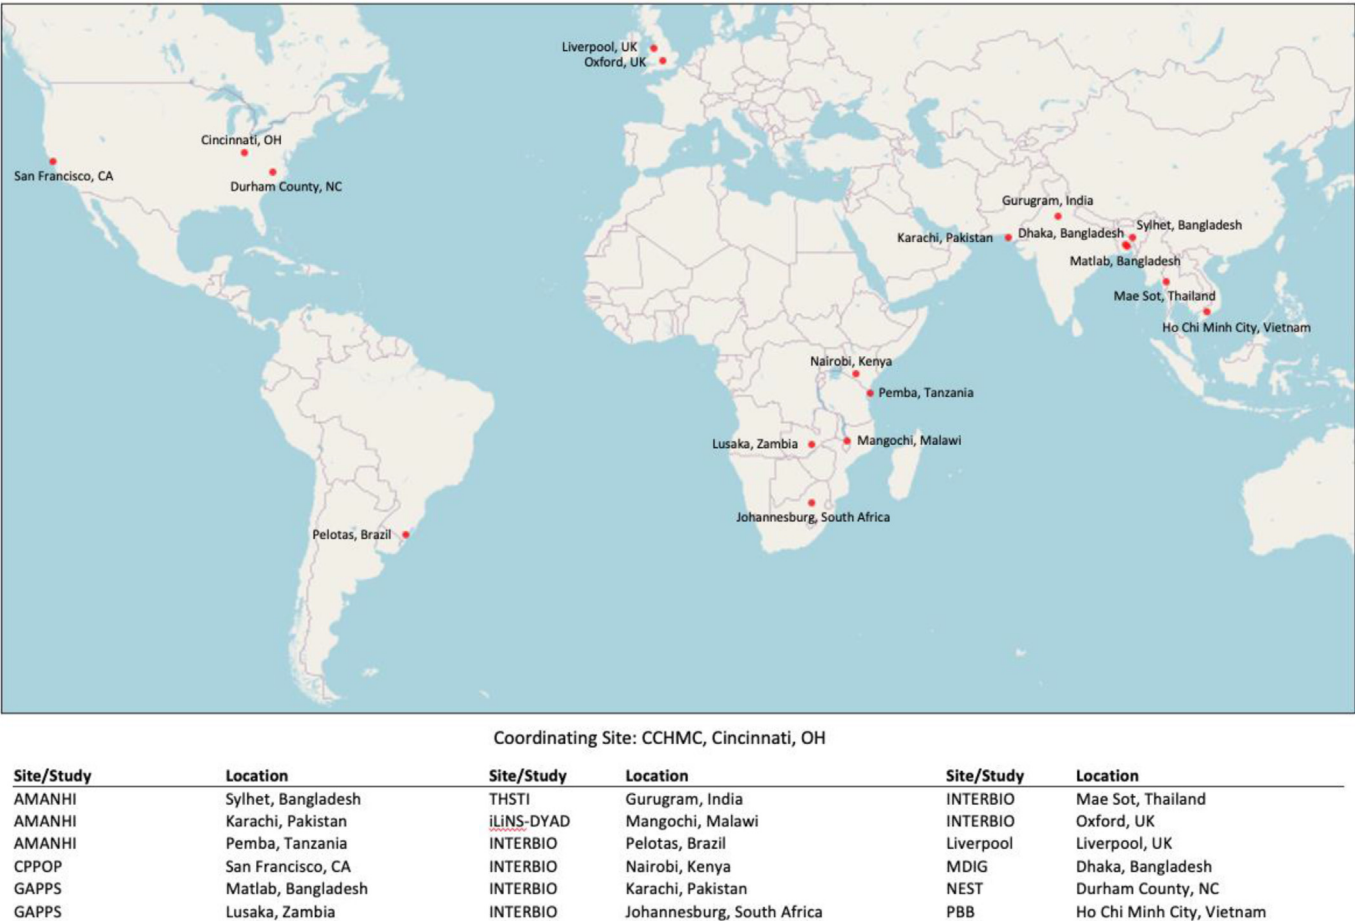 Liverpool, UK
Oxford, UK
Cincinnati, OH
San Francisco, CA
Durham County, NC
Gurugram, India
Sylhet, Bangladesh
Karachi, Pakistan
Dhaka, Bangladesh
Matlab, Bangladesh
Mae Sot, Thailand
Ho Chi Minh City, Vietnam
Nairobi, Kenya
Pemba, Tanzania
Lusaka, Zambia
Mangochi, Malawi
Johannesburg, South Africa
Pelotas, Brazil
Coordinating Site: CCHMC, Cincinnati, OH
Site/Study Location Site/Study Location Site/Study Location
AMANHI Sylhet, Bangladesh THSTI Gurugram, India INTERBIO Mae Sot, Thailand
AMANHI Karachi, Pakistan iLiNS-DYAD Mangochi, Malawi INTERBIO Oxford, UK
AMANHI Pemba, Tanzania INTERBIO Pelotas, Brazil Liverpool Liverpool, UK
CPPOP San Francisco, CA INTERBIO Nairobi, Kenya MDIG Dhaka, Bangladesh
GAPPS Matlab, Bangladesh INTERBIO Karachi, Pakistan NEST Durham County, NC
GAPPS Lusaka, Zambia INTERBIO Johannesburg, South Africa PBB Ho Chi Minh City, Vietnam